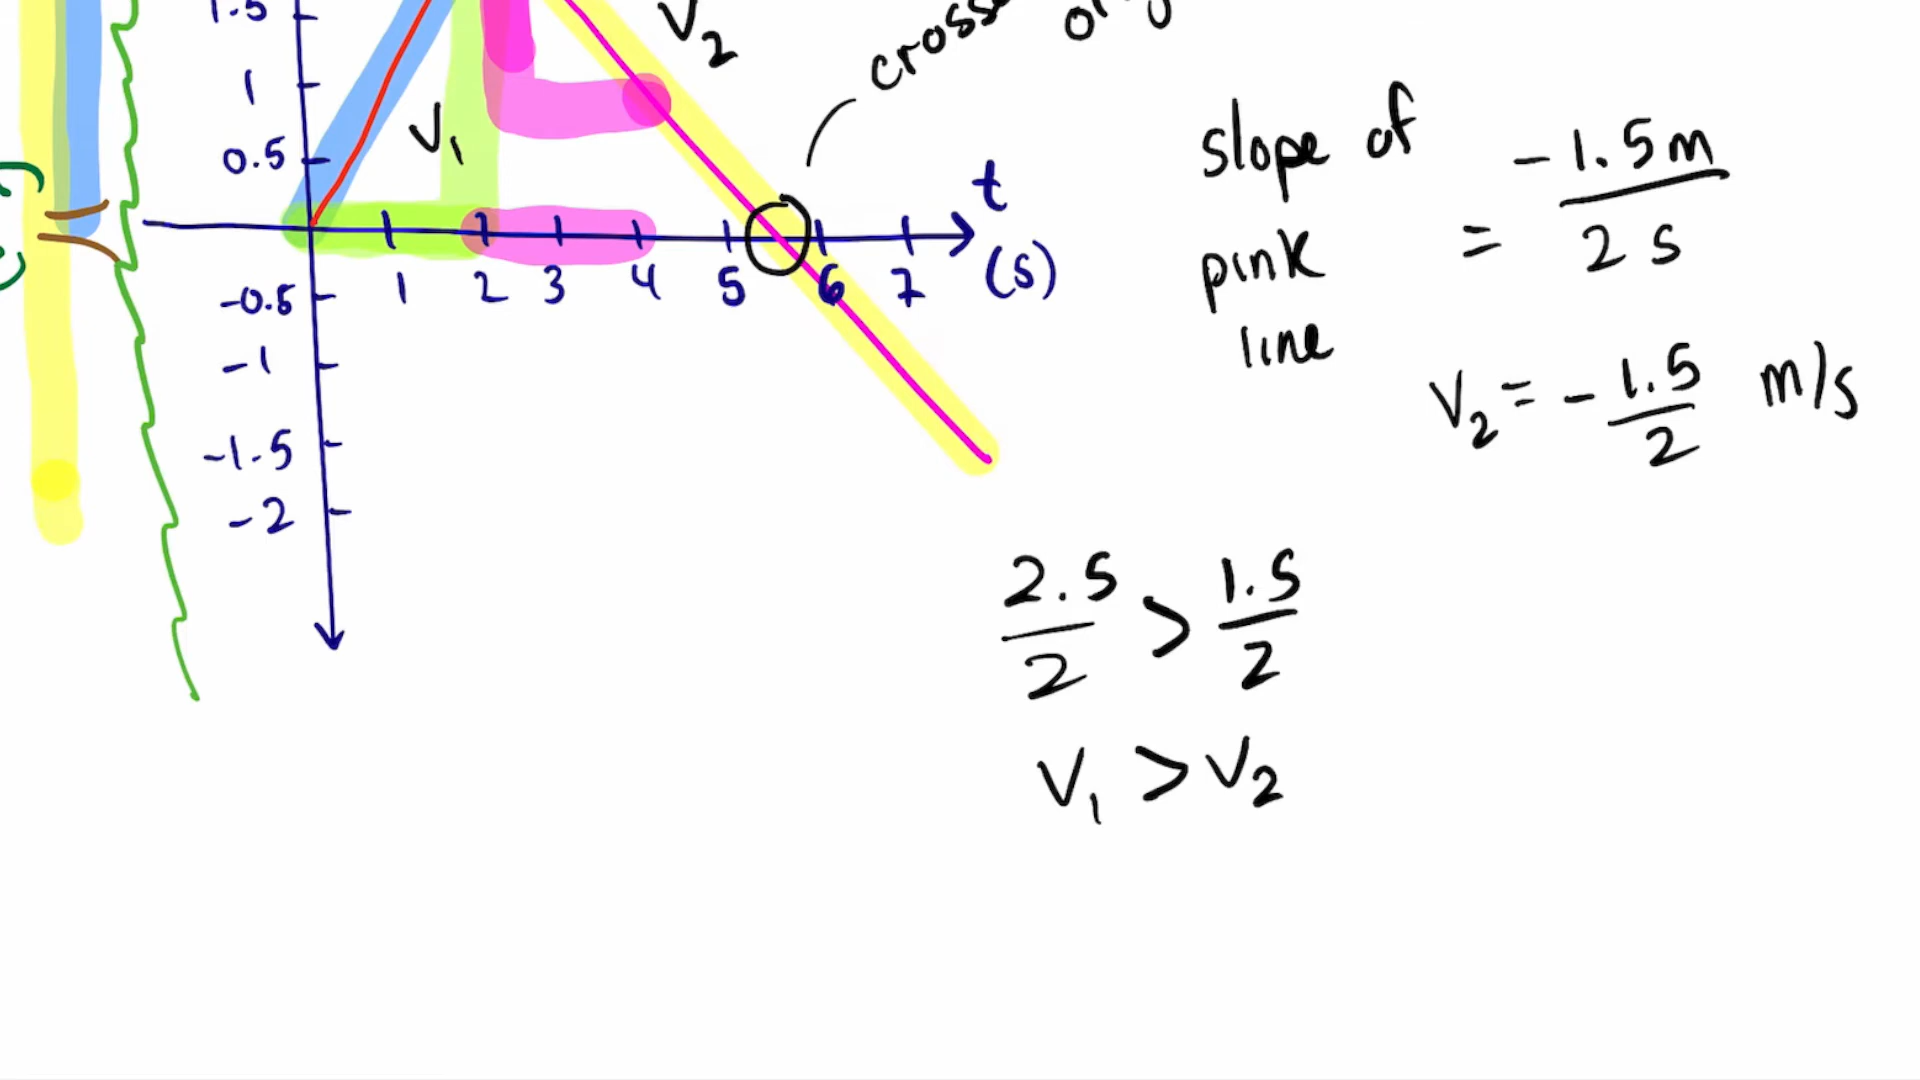 1.5
V2
1
V1
0.5
t
(s)
1 2 3 4 5 6 7
-0.5
-1
-1.5
-2
slope of
pink
line
= -1.5m
2 s
V2 = - 1.5 m/s
2
2.5 > 1.5
2 2
V1 > V2